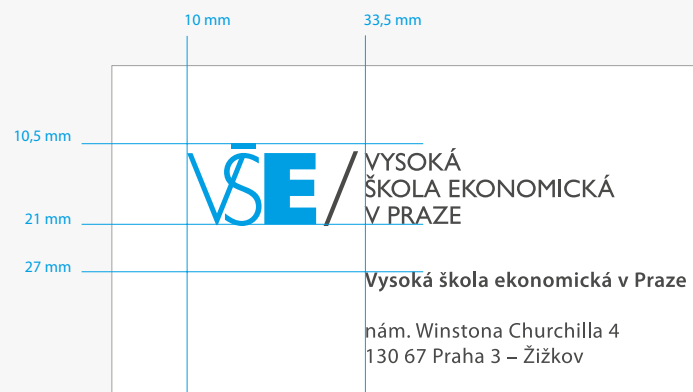 10 mm
33,5 mm
10,5 mm
VŠE/
VYSOKÁ
ŠKOLA EKONOMICKÁ
V PRAZE
21 mm
27 mm
Vysoká škola ekonomická v Praze
nám. Winstona Churchilla 4
130 67 Praha 3 – Žižkov